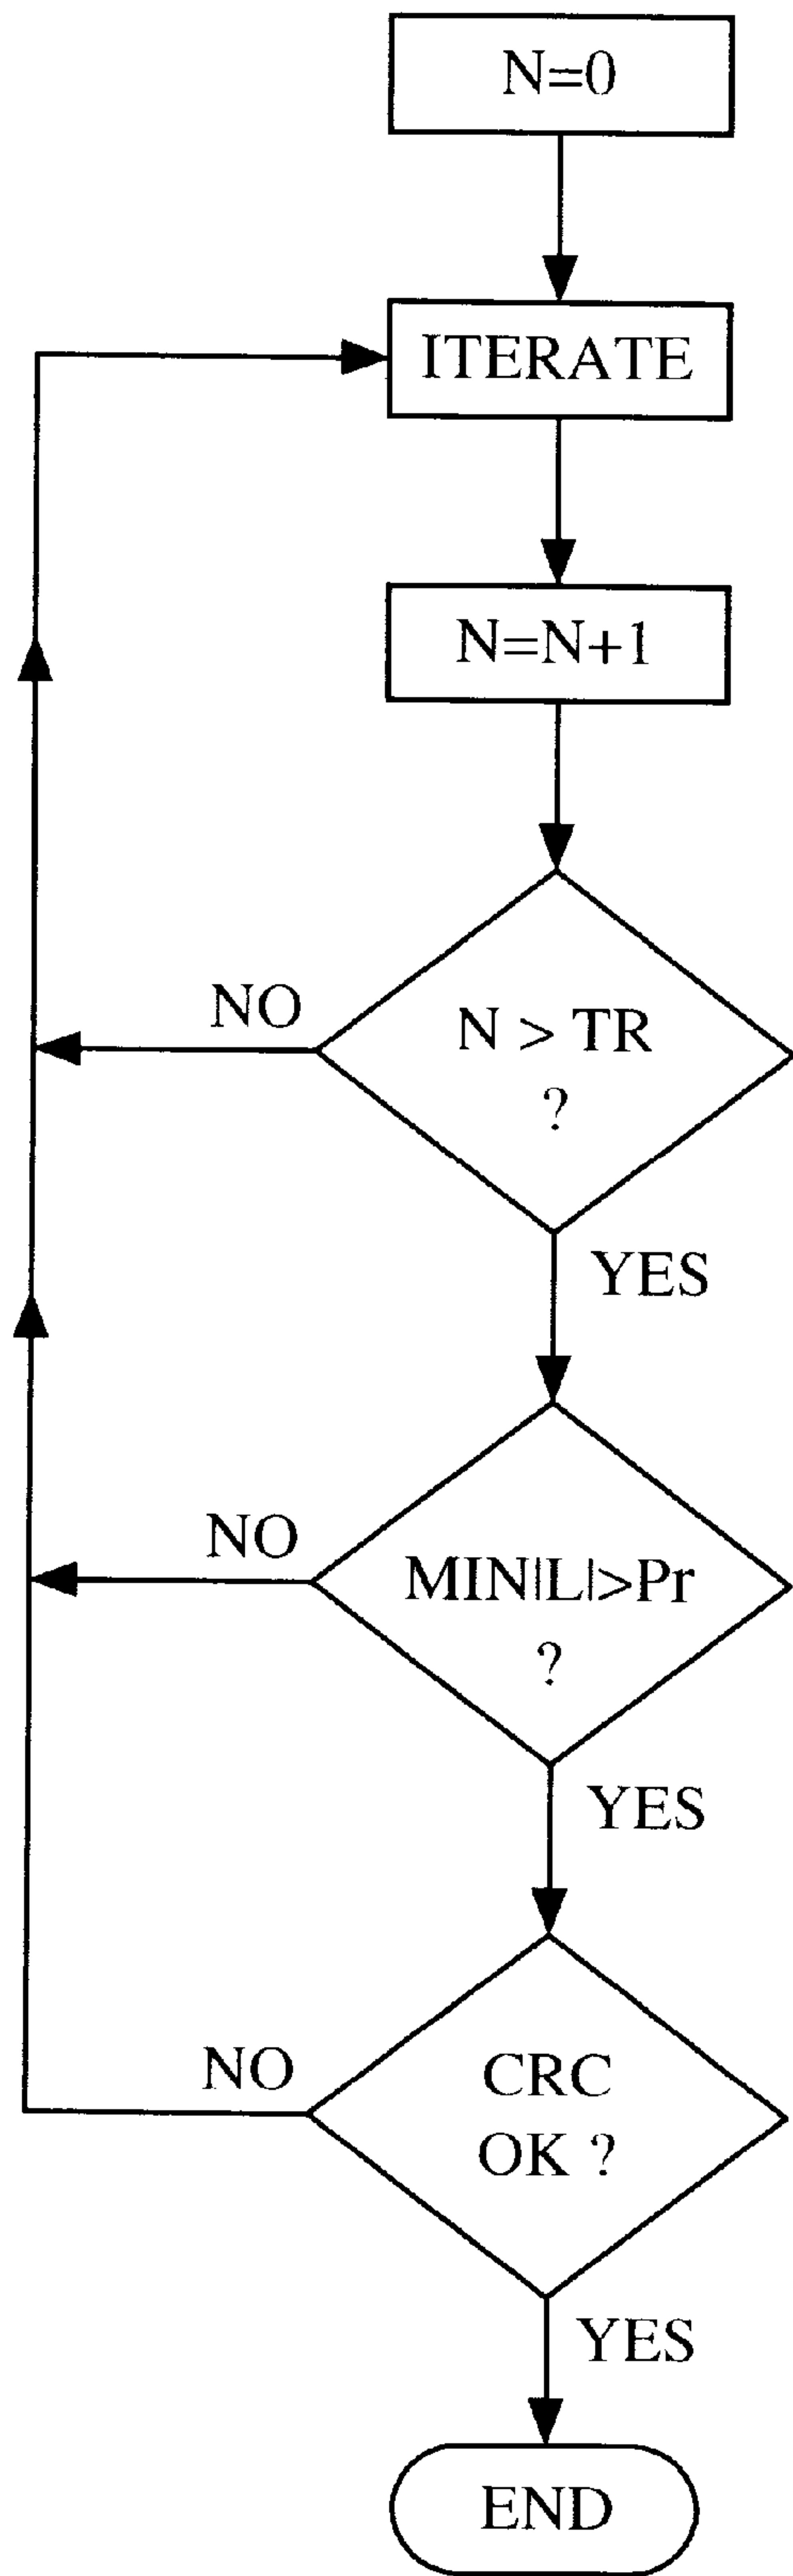 N=0
ITERATE
N=N+1
N > TR
?
NO
YES
MIN|L|>Pr
?
NO
YES
CRC
OK ?
NO
YES
END